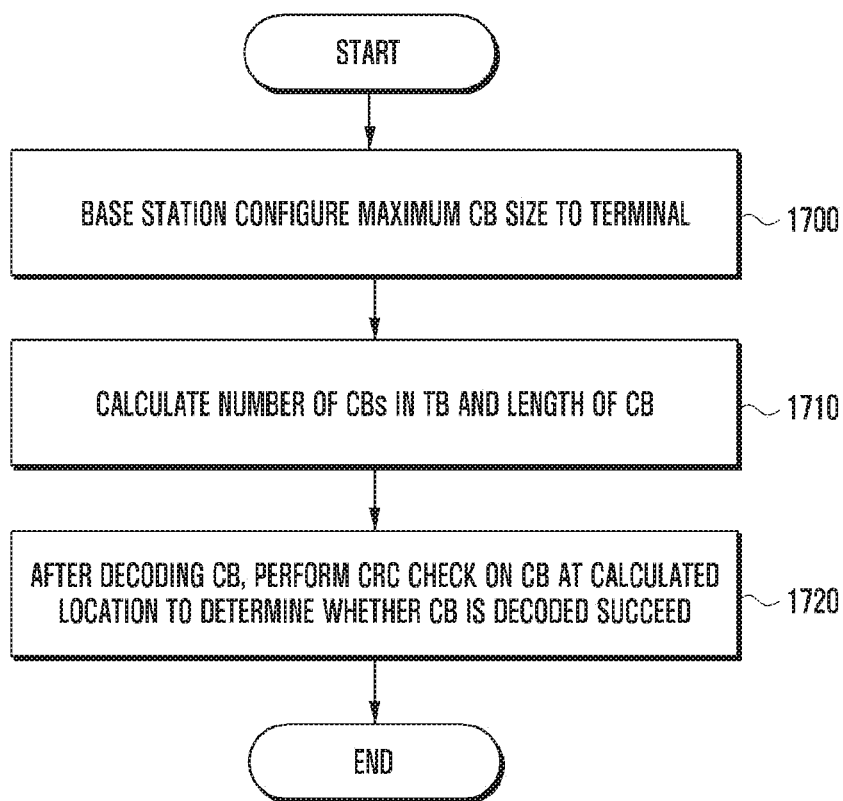 START
BASE STATION CONFIGURE MAXIMUM CB SIZE TO TERMINAL
1700
CALCULATE NUMBER OF CBs IN TB AND LENGTH OF CB
1710
AFTER DECODING CB, PERFORM CRC CHECK ON CB AT CALCULATED
LOCATION TO DETERMINE WHETHER CB IS DECODED SUCCEED
1720
END